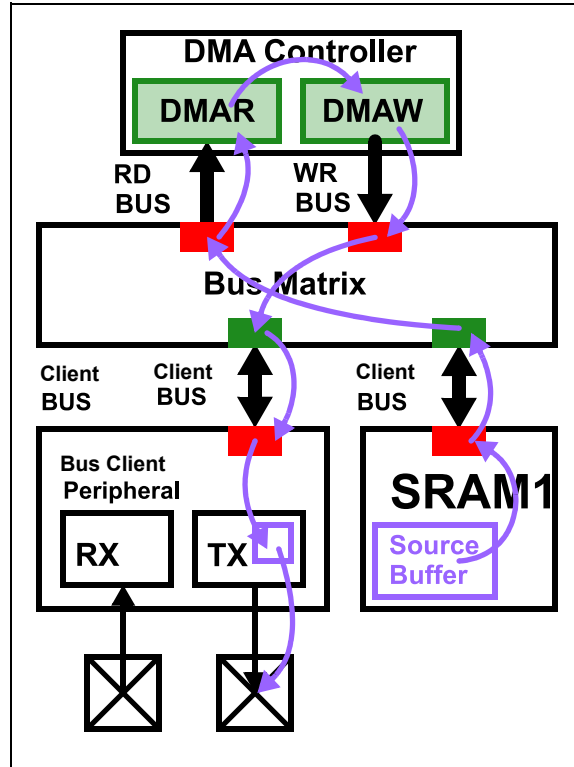 DMA Controller
DMAR
DMAW
RD
BUS
WR
BUS
Bus Matrix
Client
BUS
Client
BUS
Client
BUS
Bus Client
Peripheral
RX
TX
SRAM1
Source
Buffer